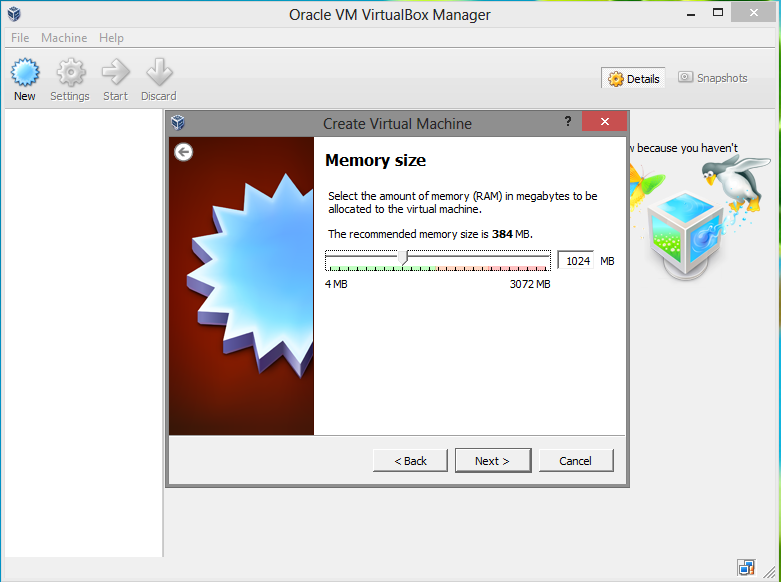 Oracle VM VirtualBox Manager
File Machine Help
New Settings Start Discard
Details Snapshots
Create Virtual Machine ?
because you haven't
Memory size
Select the amount of memory (RAM) in megabytes to be
allocated to the virtual machine.
The recommended memory size is 384 MB.
1024 MB
4 MB 3072 MB
< Back Next > Cancel